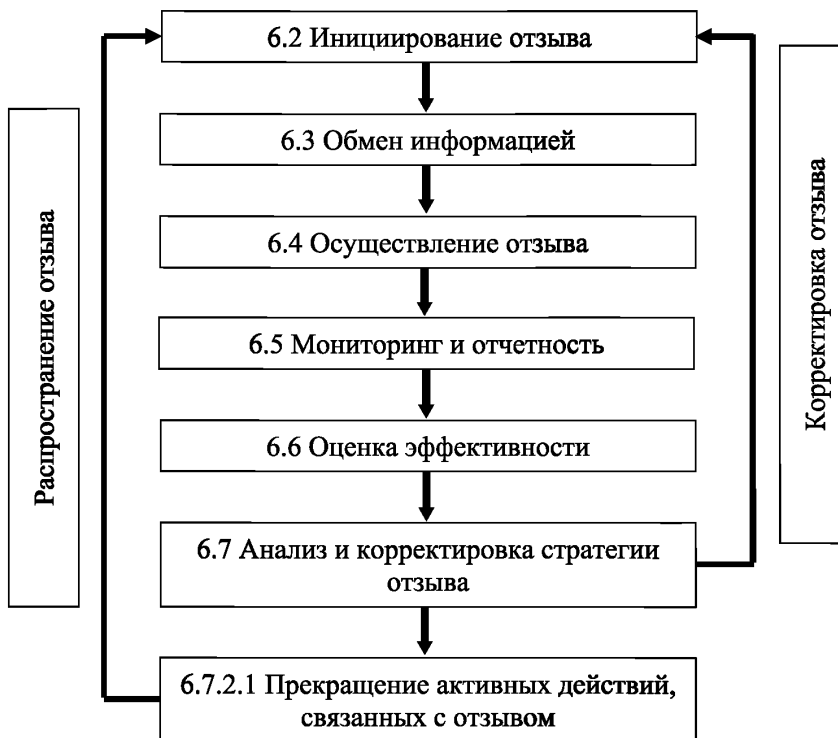 6.2 Инициирование отзыва
6.3 Обмен информацией
6.4 Осуществление отзыва
6.5 Мониторинг и отчетность
6.6 Оценка эффективности
6.7 Анализ и корректировка стратегии
отзыва
6.7.2.1 Прекращение активных действий,
связанных с отзывом
Распространение отзыва
Корректировка отзыва